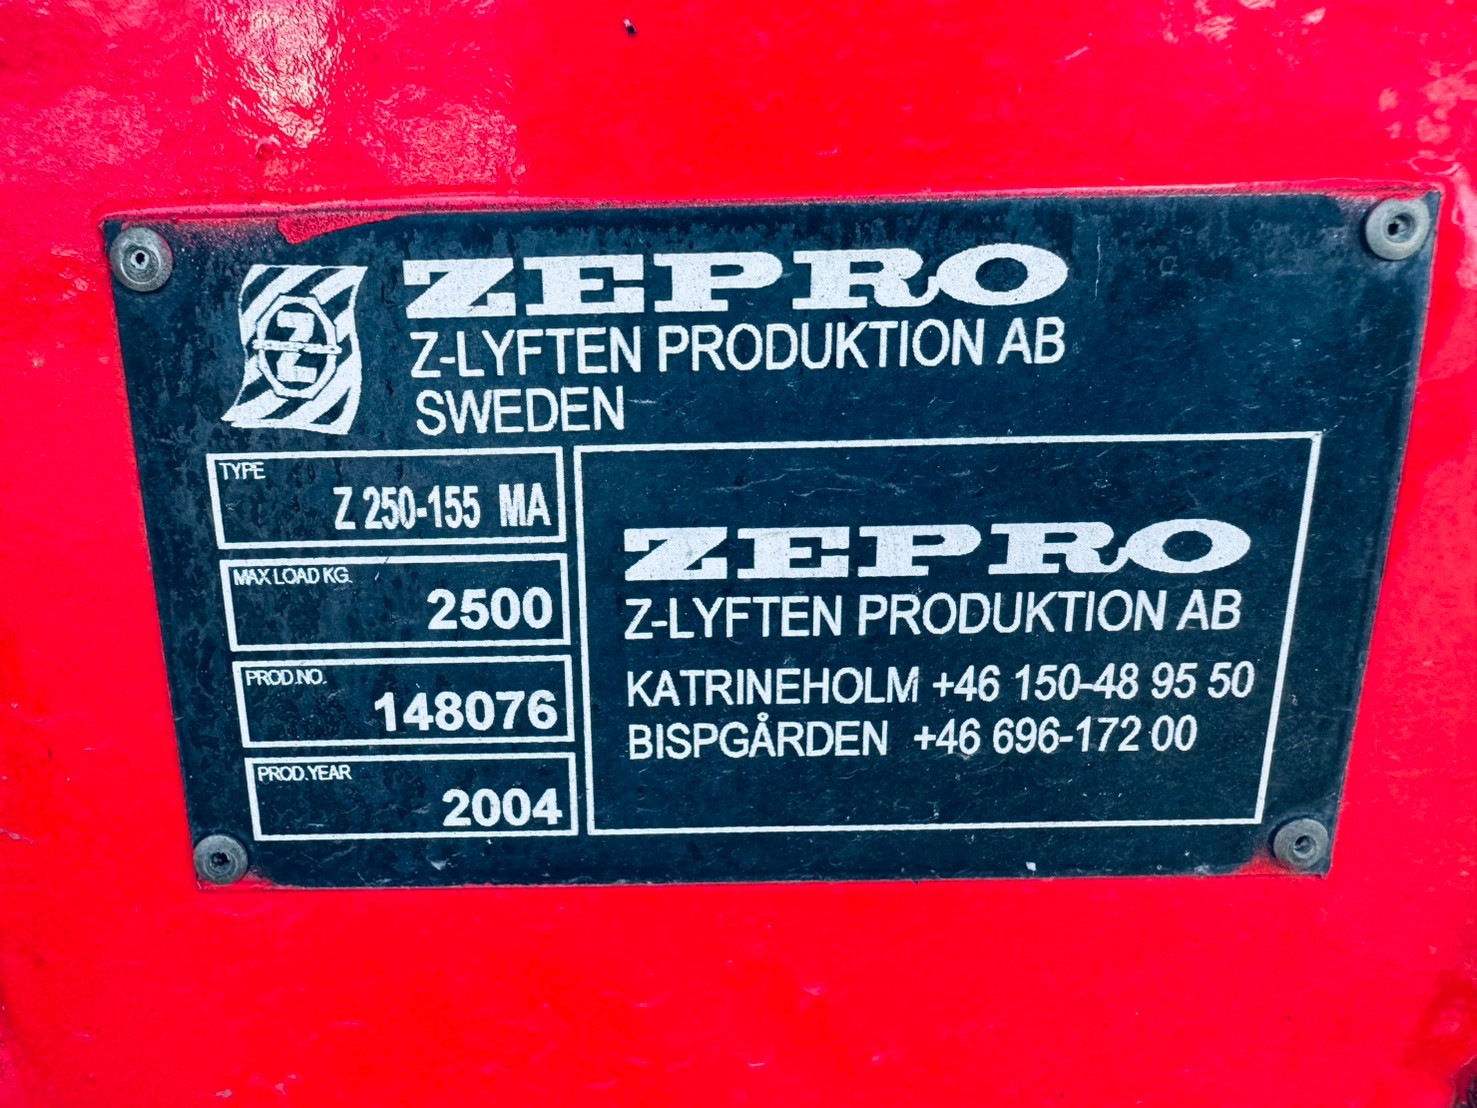 Z
ZEPRO
Z-LYFTEN PRODUKTION AB
SWEDEN
TYPE
Z 250-155 MA
MAX LOAD KG.
2500
PROD.NO.
148076
PROD.YEAR
2004
ZEPRO
Z-LYFTEN PRODUKTION AB
KATRINEHOLM +46 150-48 95 50
BISPGÅRDEN +46 696-172 00